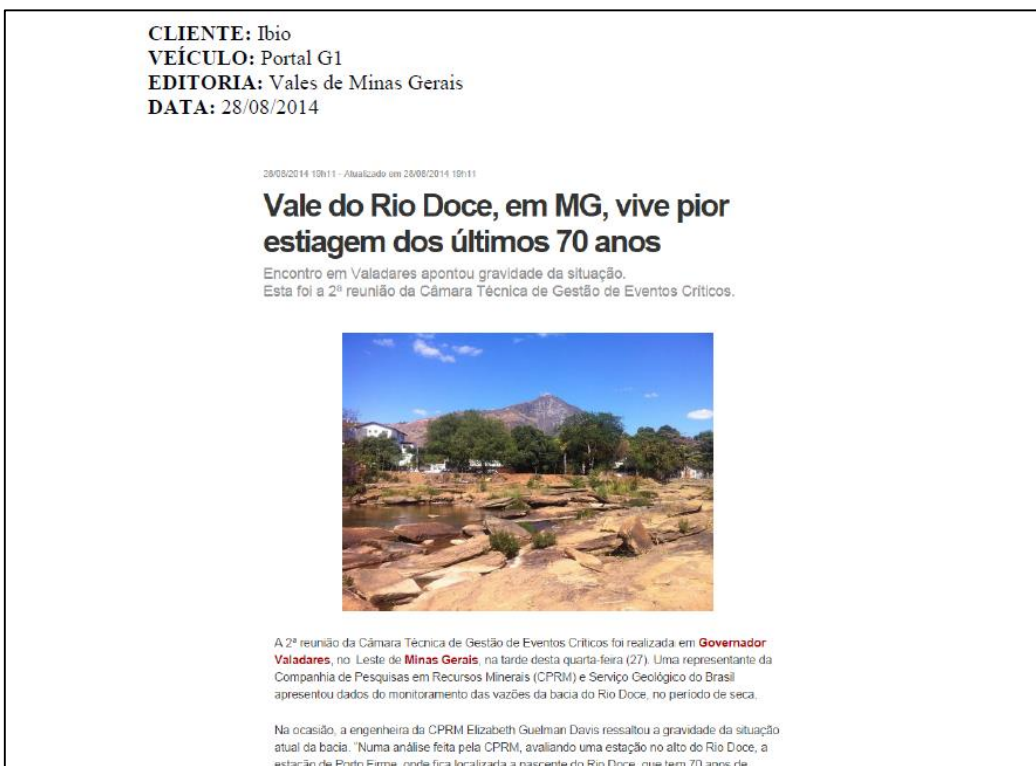 CLIENTE: Ibio
VEÍCULO: Portal G1
EDITORIA: Vales de Minas Gerais
DATA: 28/08/2014
28/08/2014 19h11 - Atualizado em 28/08/2014 19h11
Vale do Rio Doce, em MG, vive pior
estiagem dos últimos 70 anos
Encontro em Valadares apontou gravidade da situação.
Esta foi a 2ª reunião da Câmara Técnica de Gestão de Eventos Críticos.
A 2ª reunião da Câmara Técnica de Gestão de Eventos Críticos foi realizada em Governador
Valadares, no Leste de Minas Gerais, na tarde desta quarta-feira (27). Uma representante da
Companhia de Pesquisas em Recursos Minerais (CPRM) e Serviço Geológico do Brasil
apresentou dados do monitoramento das vazões da bacia do Rio Doce, no período de seca.
Na ocasião, a engenheira da CPRM Elizabeth Guelman Davis ressaltou a gravidade da situação
atual da bacia. "Numa análise feita pela CPRM, avaliando uma estação no alto do Rio Doce, a
estação de Porto Firme, onde fica localizada a nascente do Rio Doce, que tem 70 anos de